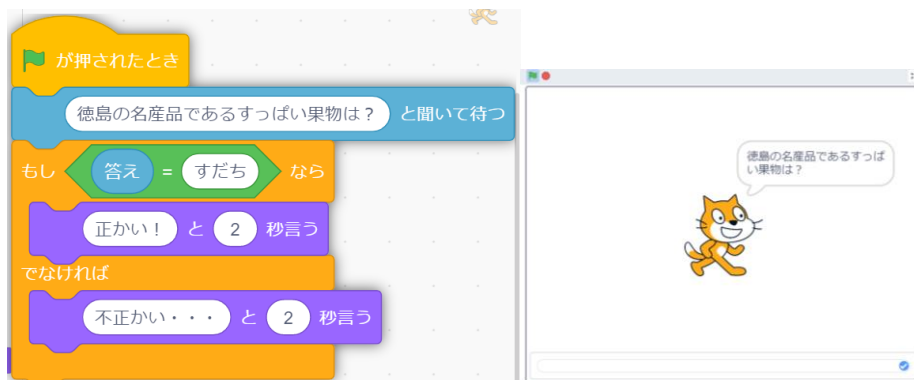 が押されたとき
徳島の名産品であるすっぱい果物は? と聞いて待つ
もし 答え = すだち なら
正かい! と 2 秒言う
でなければ
不正かい・・・ と 2 秒言う
徳島の名産品であるすっぱ
い果物は?